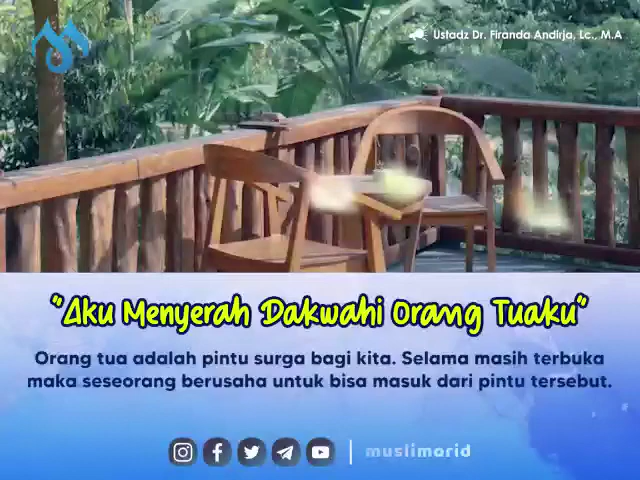 Ustadz Dr. Firanda Andirja, Lc., M.A
"Aku Menyerah Dakwahi Orang Tuaku"
Orang tua adalah pintu surga bagi kita. Selama masih terbuka
maka seseorang berusaha untuk bisa masuk dari pintu tersebut.
muslimorid